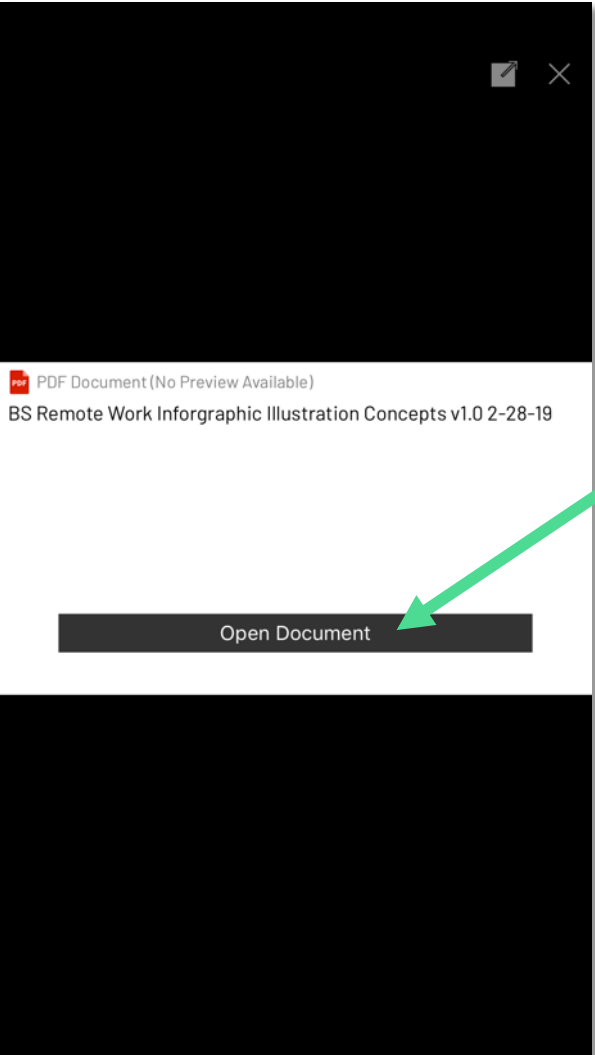 PDF PDF Document (No Preview Available)
BS Remote Work Inforgraphic Illustration Concepts v1.0 2-28-19
Open Document